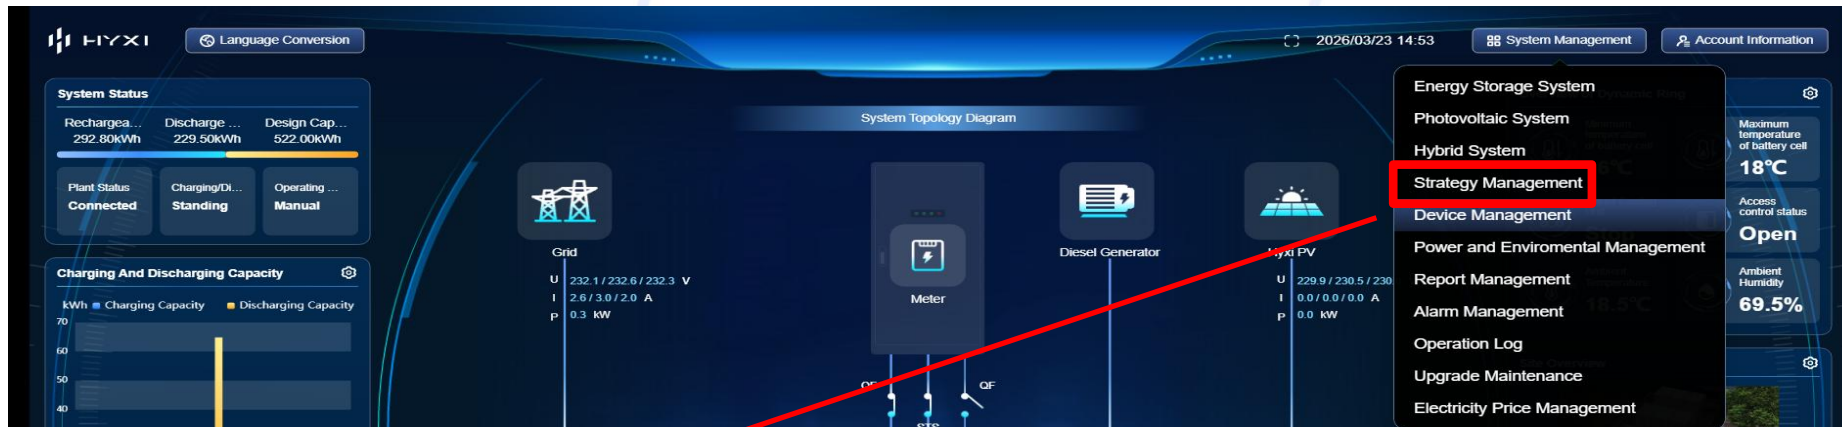 HYXI
Language Conversion
2026/03/23 14:53
System Management
Account Information
System Status
Rechargea... Discharge ... Design Cap...
292.80kWh 229.50kWh 522.00kWh
Plant Status Charging/Di... Operating ...
Connected Standing Manual
Charging And Discharging Capacity
kWh Charging Capacity Discharging Capacity
70
60
50
40
System Topology Diagram
Grid
U 232.1 / 232.6 / 232.3 V
I 2.6 / 3.0 / 2.0 A
P 0.3 kW
Meter
QF
STS
Diesel Generator
Hyxi PV
U 229.9 / 230.5 / 230
I 0.0 / 0.0 / 0.0 A
P 0.0 kW
Energy Storage System
Photovoltaic System
Hybrid System
Strategy Management
Device Management
Power and Enviromental Management
Report Management
Alarm Management
Operation Log
Upgrade Maintenance
Electricity Price Management
Dynamic Ring
Maximum
temperature
of battery cell
18℃
Access
control status
Open
Ambient
Humidity
69.5%
18.5℃